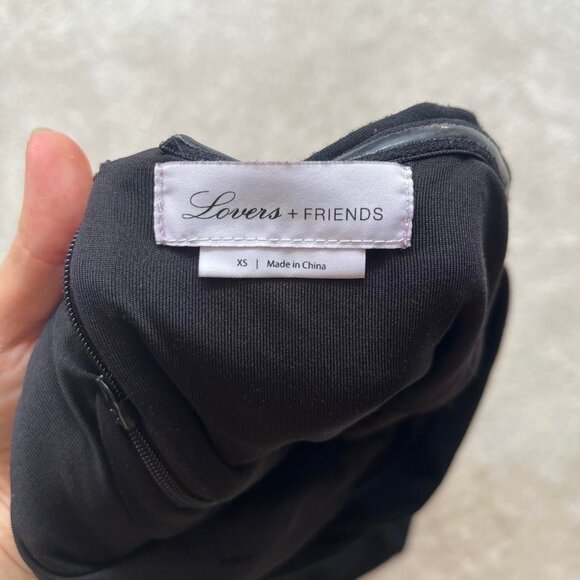 Lovers + FRIENDS
XS | Made in China